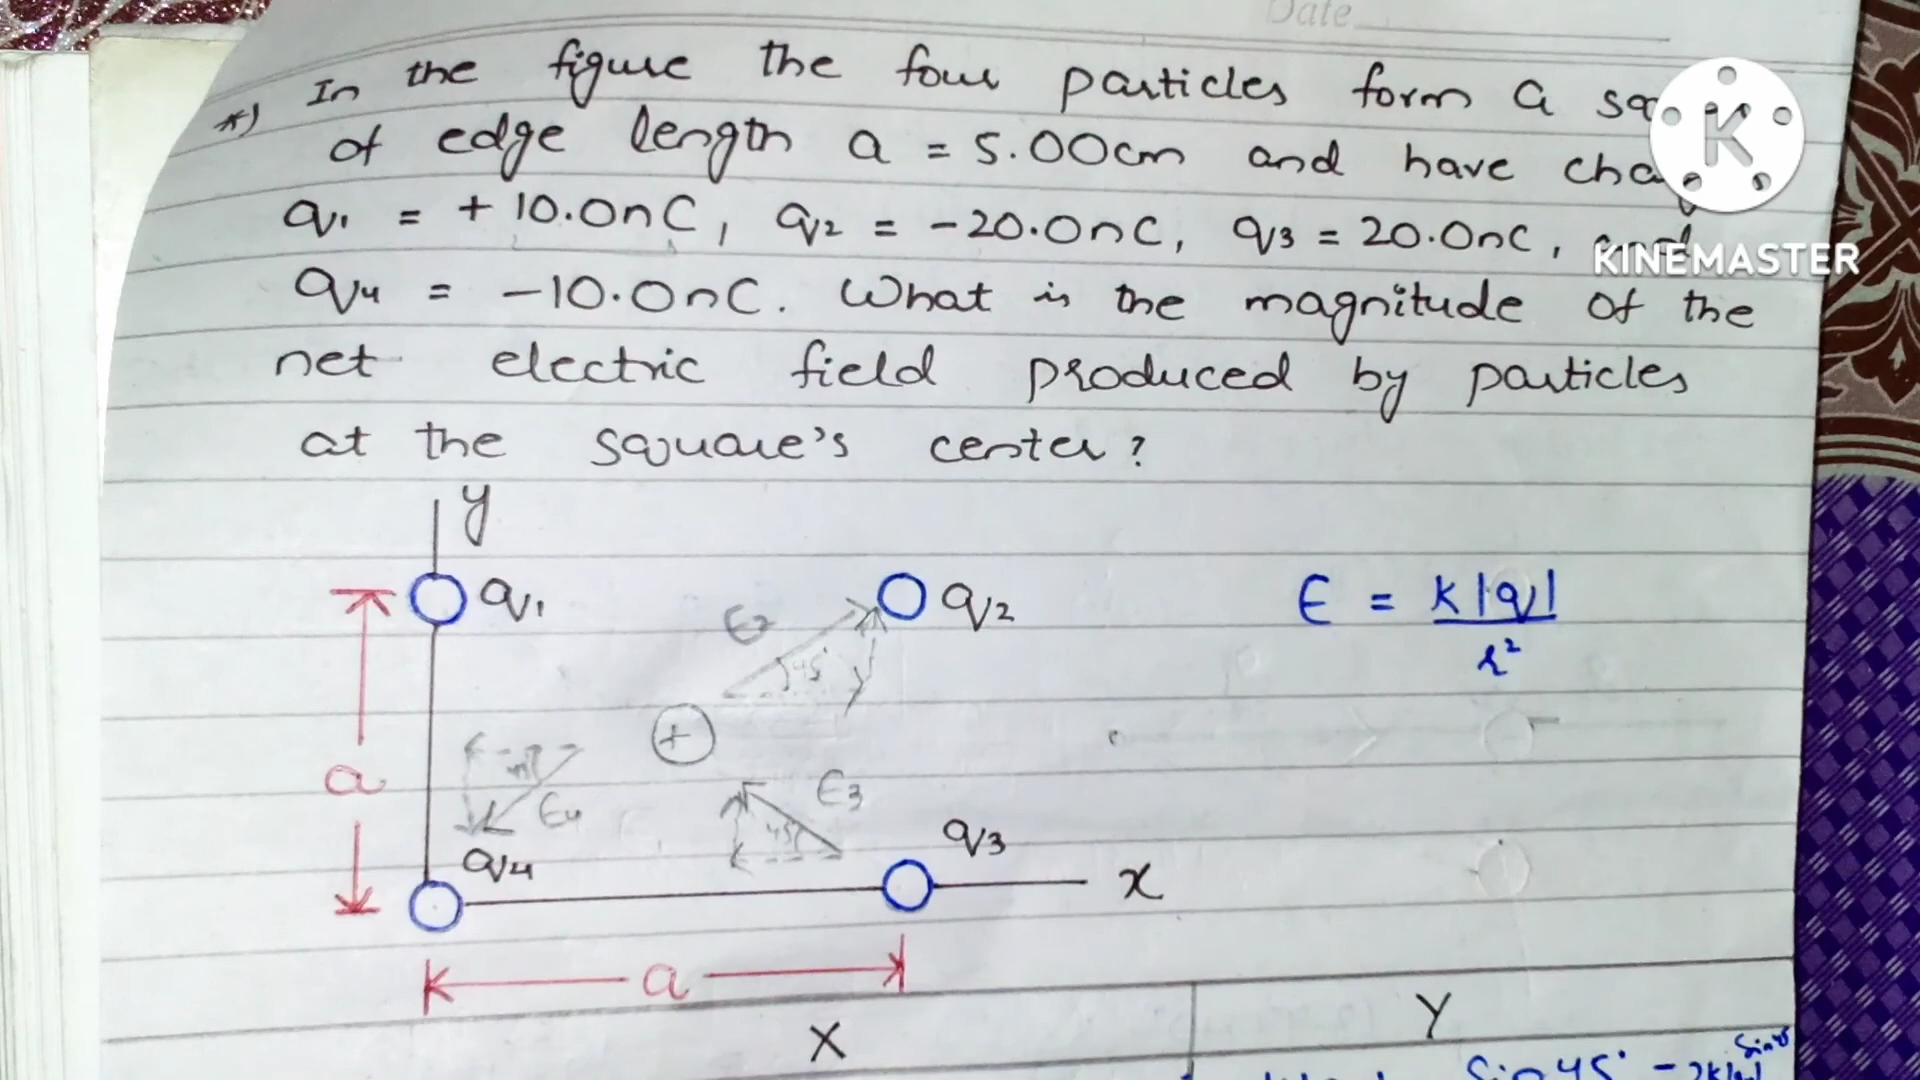 Date
*) In the figure the four particles form a
of edge length a = 5.00cm and have
q1 = +10.0nC, q2 = -20.0nC, q3 = 20.0nC, and
q4 = -10.0nC. What is the magnitude of the
net electric field produced by particles
at the square's center?
KINEMASTER
K
y
q1
q2
E = k|q|
r²
E2
45°
+
a
E4
E3
45°
q4
q3
x
a
X
Y
Sin45°